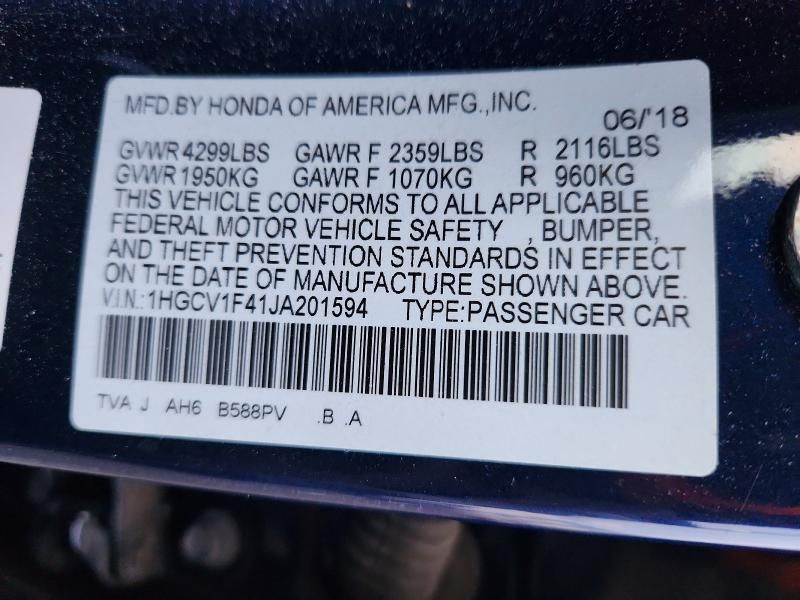 MFD.BY HONDA OF AMERICA MFG.,INC. 06/'18
GVWR 4299LBS GAWR F 2359LBS R 2116LBS
GVWR 1950KG GAWR F 1070KG R 960KG
THIS VEHICLE CONFORMS TO ALL APPLICABLE
FEDERAL MOTOR VEHICLE SAFETY , BUMPER,
AND THEFT PREVENTION STANDARDS IN EFFECT
ON THE DATE OF MANUFACTURE SHOWN ABOVE.
V.I.N.:1HGCV1F41JA201594 TYPE:PASSENGER CAR
TVA J AH6 B588PV .B .A